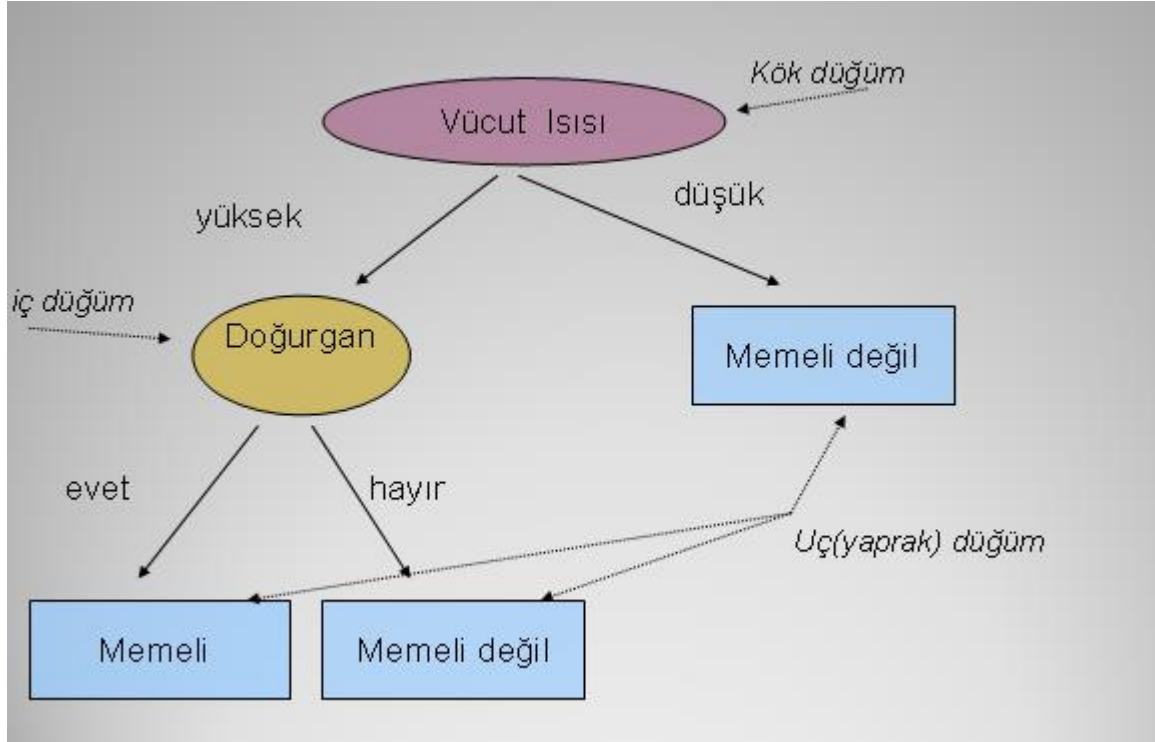 Kök düğüm
Vücut Isısı
düşük
yüksek
iç düğüm
Doğurgan
Memeli değil
evet
hayır
Uç(yaprak) düğüm
Memeli
Memeli değil